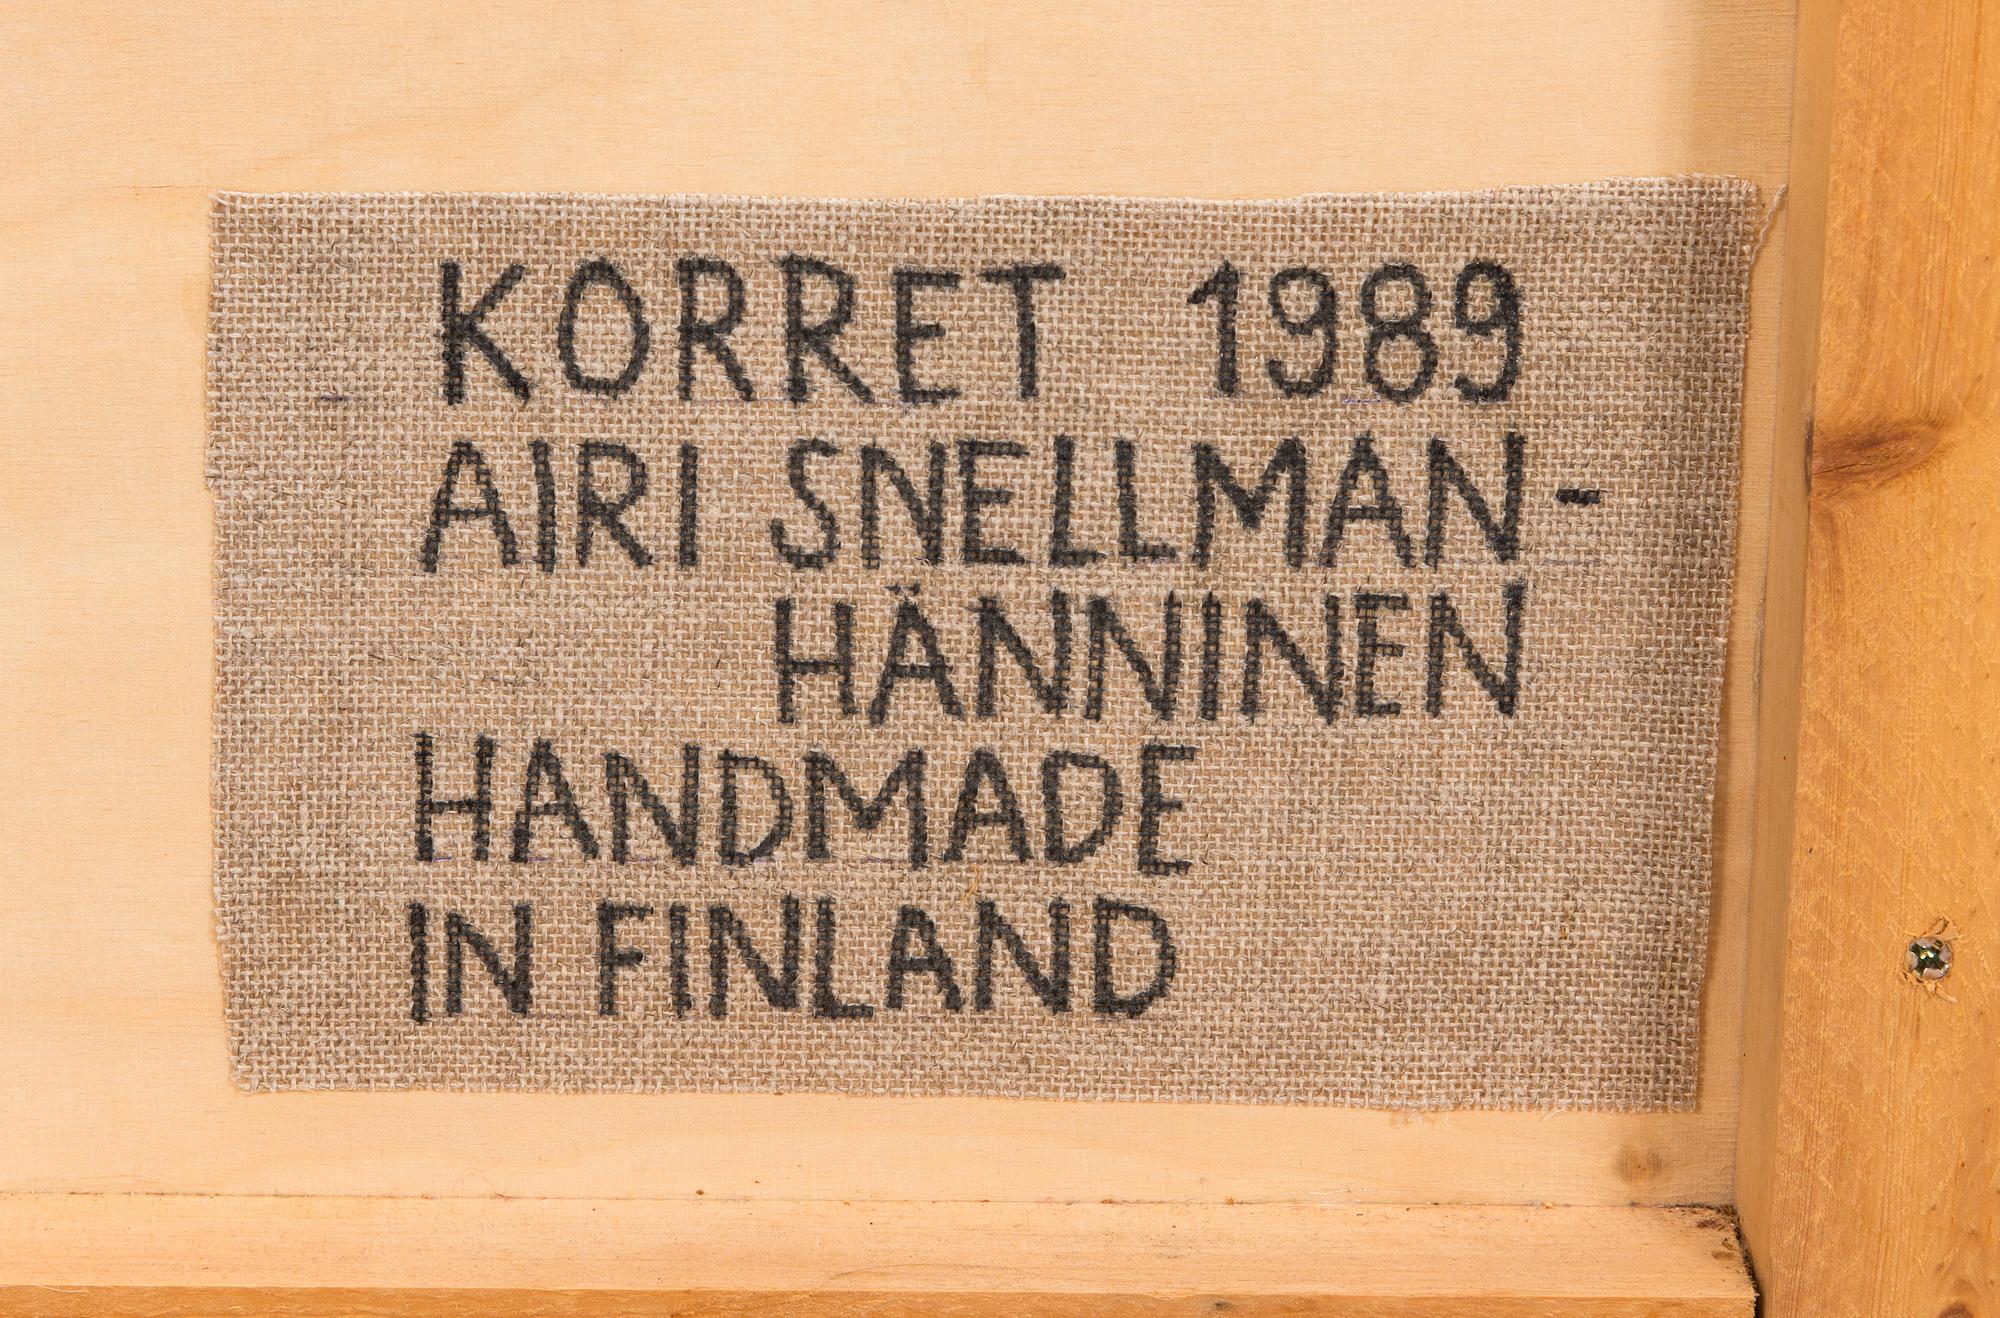 KORRET 1989
AIRI SNELLMAN-
HÄNNINEN
HANDMADE
IN FINLAND